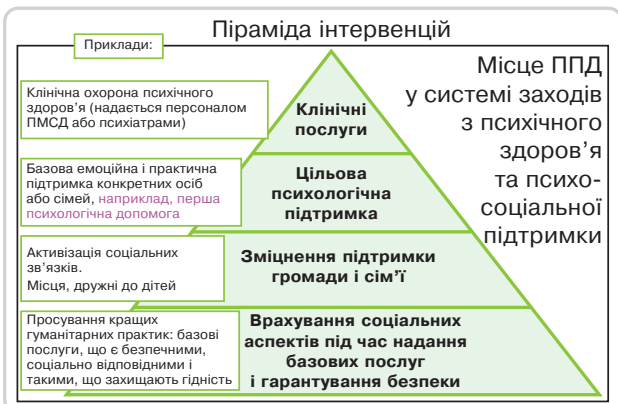 Піраміда інтервенцій
Приклади:
Місце ППД
у системі заходів
з психічного
здоров’я
та психо-
соціальної
підтримки
Клінічна охорона психічного
здоров’я (надається персоналом
ПМСД або психіатрами)
Клінічні
послуги
Базова емоційна і практична
підтримка конкретних осіб
або сімей, наприклад, перша
психологічна допомога
Цільова
психологічна
підтримка
Активізація соціальних
зв’язків.
Місця, дружні до дітей
Зміцнення підтримки
громади і сім’ї
Просування кращих
гуманітарних практик: базові
послуги, що є безпечними,
соціально відповідними і
такими, що захищають гідність
Врахування соціальних
аспектів під час надання
базових послуг
і гарантування безпеки